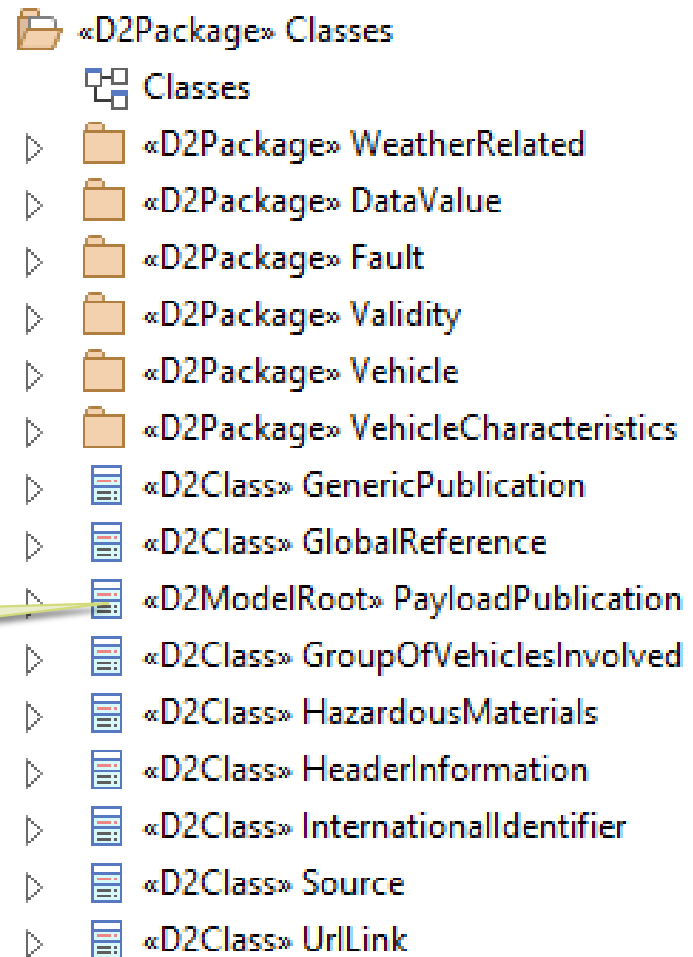 «D2Package» Classes
Classes
«D2Package» WeatherRelated
«D2Package» DataValue
«D2Package» Fault
«D2Package» Validity
«D2Package» Vehicle
«D2Package» VehicleCharacteristics
«D2Class» GenericPublication
«D2Class» GlobalReference
«D2ModelRoot» PayloadPublication
«D2Class» GroupOfVehiclesInvolved
«D2Class» HazardousMaterials
«D2Class» HeaderInformation
«D2Class» InternationalIdentifier
«D2Class» Source
«D2Class» UrlLink